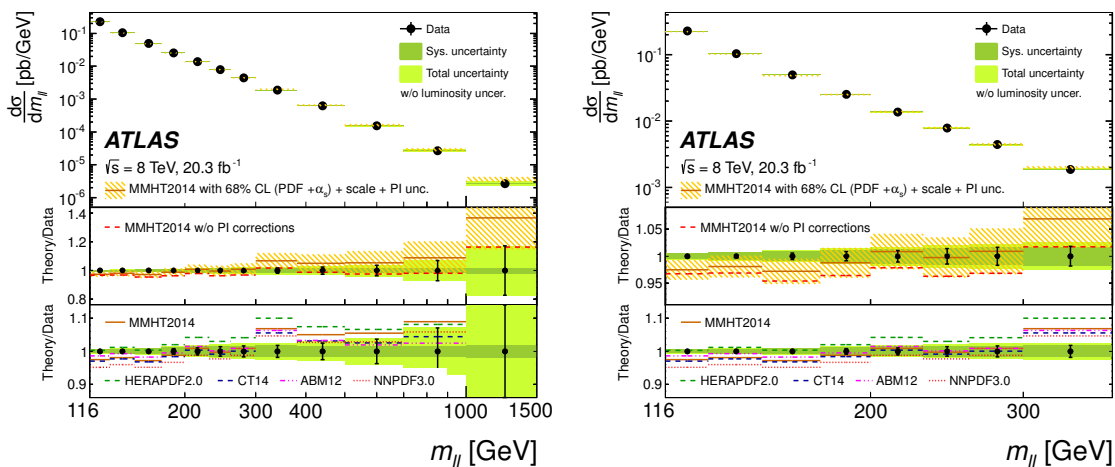 dσ/dm_ll [pb/GeV]
10⁻¹
10⁻²
10⁻³
10⁻⁴
10⁻⁵
10⁻⁶
Data
Sys. uncertainty
Total uncertainty
w/o luminosity uncer.
ATLAS
√s = 8 TeV, 20.3 fb⁻¹
MMHT2014 with 68% CL (PDF +αs) + scale + PI unc.
Theory/Data
1.4
1.2
1.0
0.8
MMHT2014 w/o PI corrections
Theory/Data
1.1
1.0
0.9
MMHT2014
HERAPDF2.0 CT14 ABM12 NNPDF3.0
116 200 300 400 1000 1500
m_ll [GeV]
dσ/dm_ll [pb/GeV]
10⁻¹
10⁻²
10⁻³
Data
Sys. uncertainty
Total uncertainty
w/o luminosity uncer.
ATLAS
√s = 8 TeV, 20.3 fb⁻¹
MMHT2014 with 68% CL (PDF +αs) + scale + PI unc.
Theory/Data
1.05
1.00
0.95
MMHT2014 w/o PI corrections
Theory/Data
1.1
1.0
0.9
MMHT2014
HERAPDF2.0 CT14 ABM12 NNPDF3.0
116 200 300
m_ll [GeV]